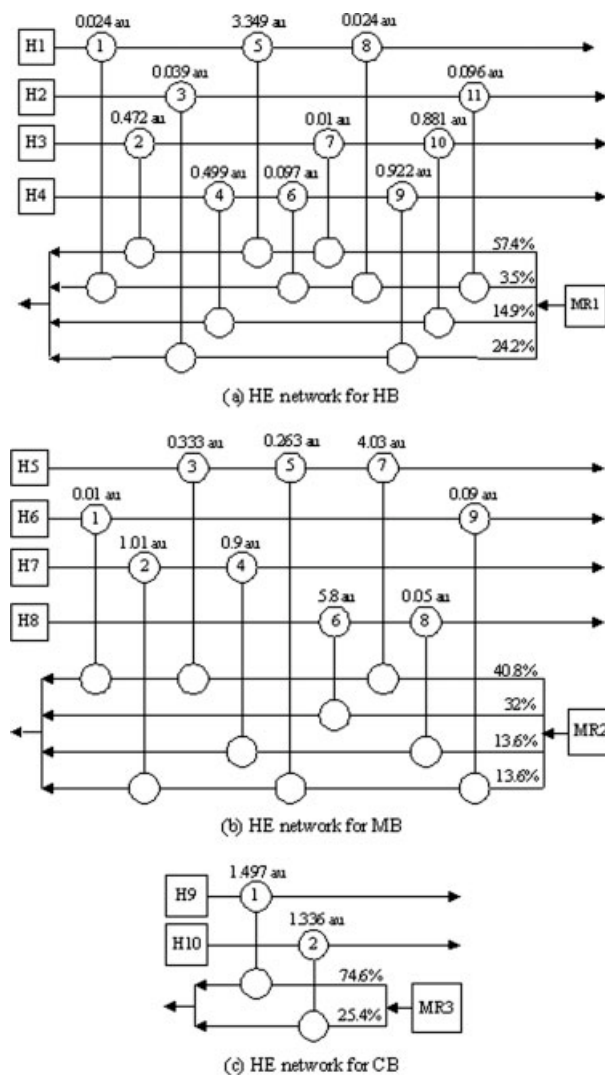 0.024 au 3.349 au 0.024 au
H1 1 5 8
0.039 au 0.096 au
H2 3 11
0.472 au 0.01 au 0.881 au
H3 2 7 10
0.499 au 0.097 au 0.922 au
H4 4 6 9
57.4%
3.5%
MR1
14.9%
24.2%
(a) HE network for HB
0.333 au 0.263 au 4.03 au
H5 3 5 7
0.01 au 0.09 au
H6 1 9
1.01 au 0.9 au
H7 2 4
5.8 au 0.05 au
H8 6 8
40.8%
32%
MR2
13.6%
13.6%
(b) HE network for MB
1.497 au
H9 1
1.336 au
H10 2
74.6%
MR3
25.4%
(c) HE network for CB